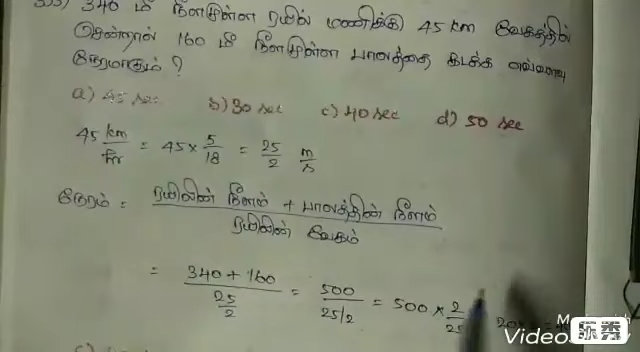 340 மீ நீளமுள்ள ரயில் மணிக்கு 45 km வேகத்தில்
சென்றால் 160 மீ நீளமுள்ள பாலத்தை கடக்க எவ்வளவு
நேரமாகும் ?
a) 45 sec b) 30 sec c) 40 sec d) 50 sec
45 km/hr = 45 × 5/18 = 25/2 m/s
நேரம் = ரயிலின் நீளம் + பாலத்தின் நீளம் / ரயிலின் வேகம்
= 340 + 160 / 25/2 = 500 / 25/2 = 500 × 2/25